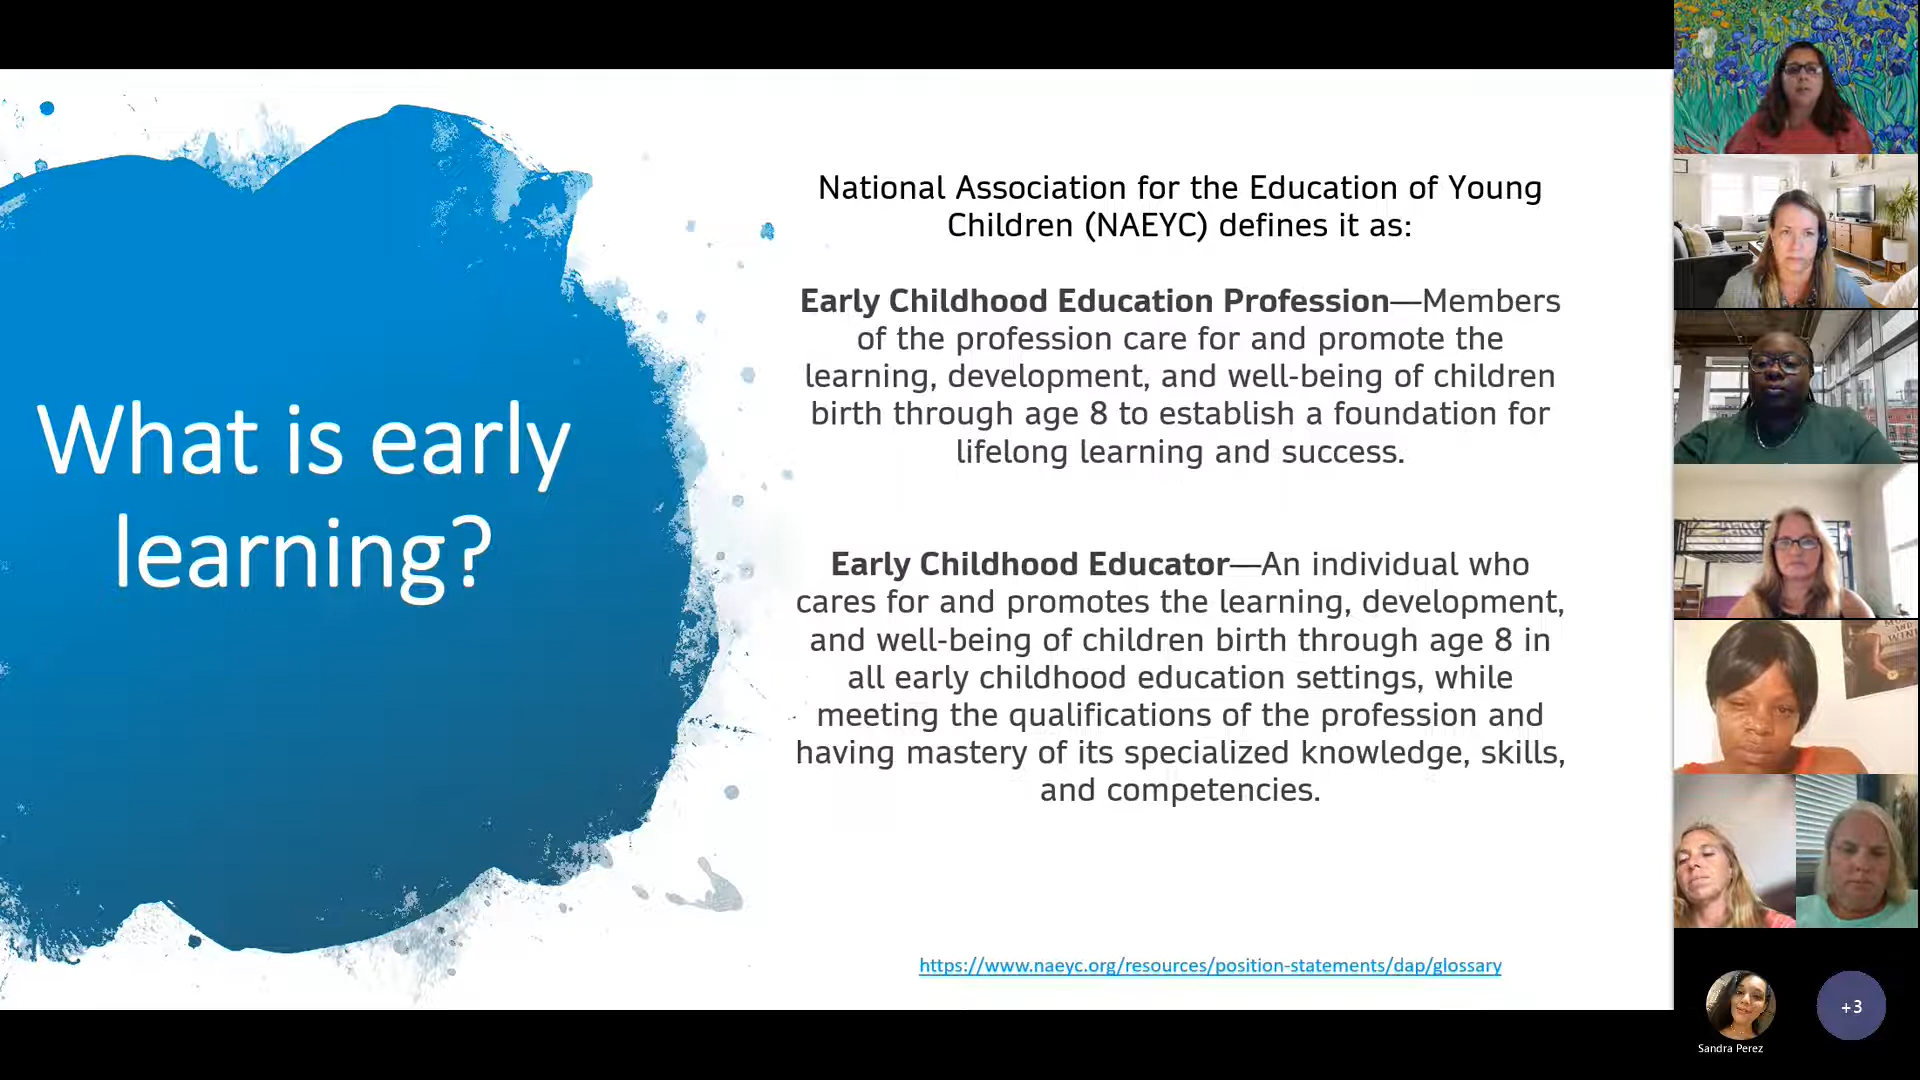 What is early
learning?
National Association for the Education of Young
Children (NAEYC) defines it as:
Early Childhood Education Profession—Members
of the profession care for and promote the
learning, development, and well-being of children
birth through age 8 to establish a foundation for
lifelong learning and success.
Early Childhood Educator—An individual who
cares for and promotes the learning, development,
and well-being of children birth through age 8 in
all early childhood education settings, while
meeting the qualifications of the profession and
having mastery of its specialized knowledge, skills,
and competencies.
https://www.naeyc.org/resources/position-statements/dap/glossary
+3
Sandra Perez